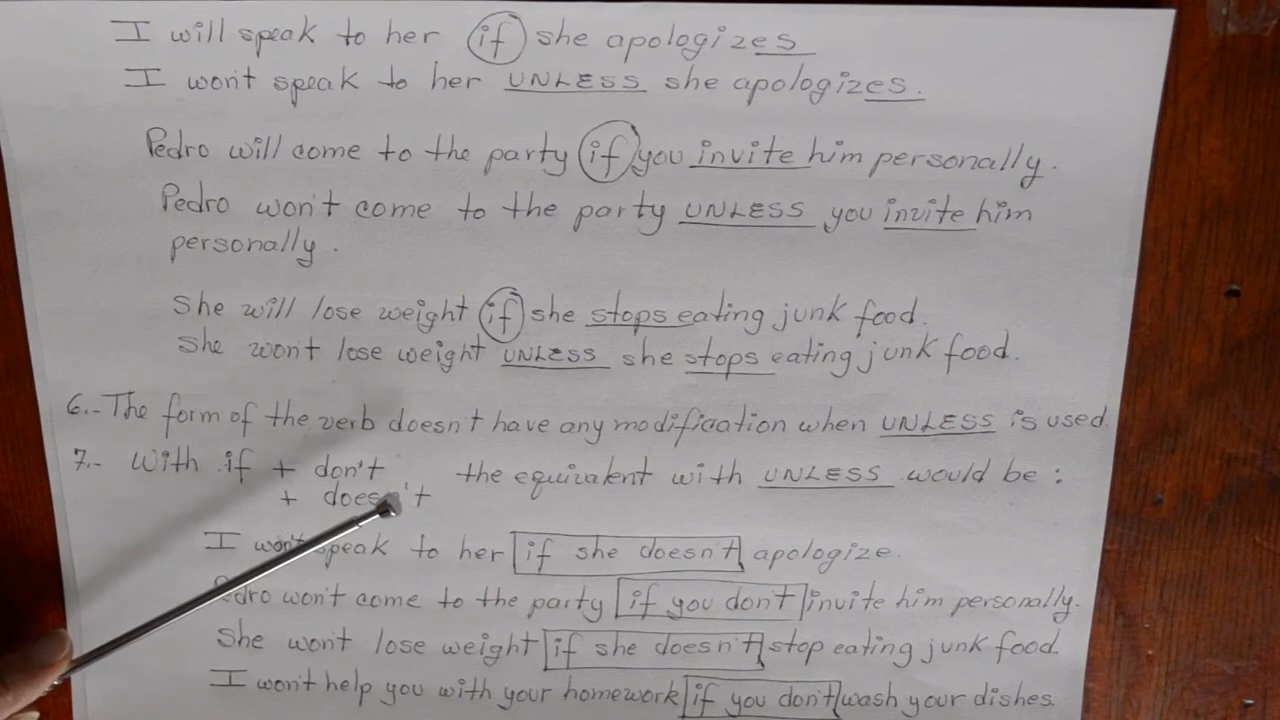 I will speak to her if she apologizes
I won't speak to her UNLESS she apologizes.
Pedro will come to the party if you invite him personally.
Pedro won't come to the party UNLESS you invite him
personally.
She will lose weight if she stops eating junk food.
She won't lose weight UNLESS she stops eating junk food.
6.- The form of the verb doesn't have any modification when UNLESS is used.
7.- With if + don't the equivalent with UNLESS would be:
+ doesn't
I won't speak to her if she doesn't apologize.
Pedro won't come to the party if you don't invite him personally.
She won't lose weight if she doesn't stop eating junk food.
I won't help you with your homework if you don't wash your dishes.